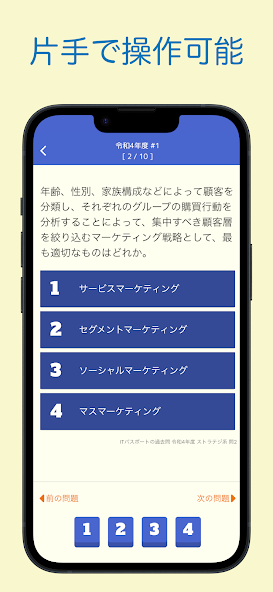 片手で操作可能
令和4年度 #1
[ 2 / 10 ]
年齢、性別、家族構成などによって顧客を
分類し、それぞれのグループの購買行動を
分析することによって、集中すべき顧客層
を絞り込むマーケティング戦略として、最
も適切なものはどれか。
1 サービスマーケティング
2 セグメントマーケティング
3 ソーシャルマーケティング
4 マスマーケティング
ITパスポートの過去問 令和4年度 ストラテジ系 問2
前の問題 次の問題
1 2 3 4